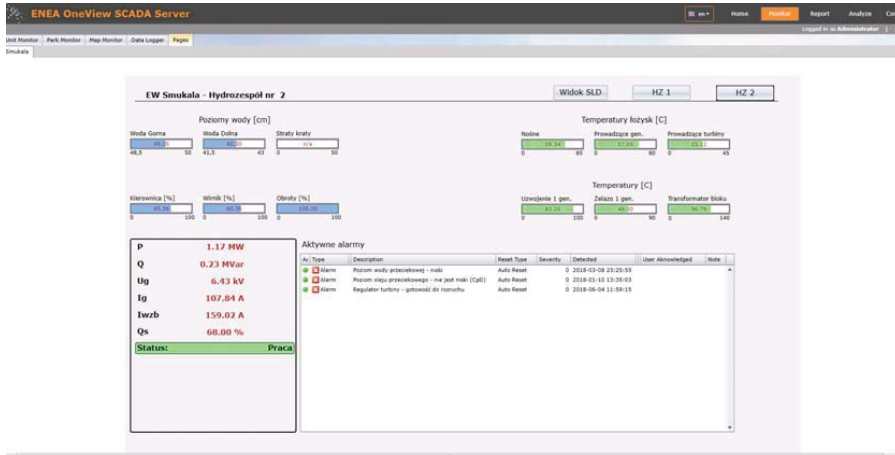 ENEA OneView SCADA Server
en
Home
Monitor
Report
Analyze
Logged in as Administrator
Unit Monitor
Park Monitor
Map Monitor
Data Logger
Pages
Smukala
EW Smukala - Hydrozespół nr 2
Widok SLD
HZ 1
HZ 2
Poziomy wody [cm]
Temperatury łożysk [C]
Woda Gorna
Woda Dolna
Straty kraty
Nośne
Prowadzące gen.
Prowadzące turbiny
n/a
48,5 50
41,5 43
0 50
0 85
0 80
0 45
Temperatury [C]
Kierownica [%]
Wirnik [%]
Obroty [%]
Uzwojenie 1 gen.
Zelazo 1 gen.
Transformator bloku
0 100
0 100
0 100
0 100
0 90
0 140
P 1.17 MW
Q 0.23 MVar
Ug 6.43 kV
Ig 107.84 A
Iwzb 159.02 A
Qs 68.00 %
Status: Praca
Aktywne alarmy
Ac Type Description Reset Type Severity Detected User Aknowledged Note
Alarm Poziom wody przeciekowej - niski Auto Reset 0 2018-03-08 23:25:55
Alarm Poziom oleju przeciekowego - nie jest niski (CpD) Auto Reset 0 2018-01-10 13:35:03
Alarm Regulator turbiny - gotowość do rozruchu Auto Reset 0 2018-06-04 11:59:15